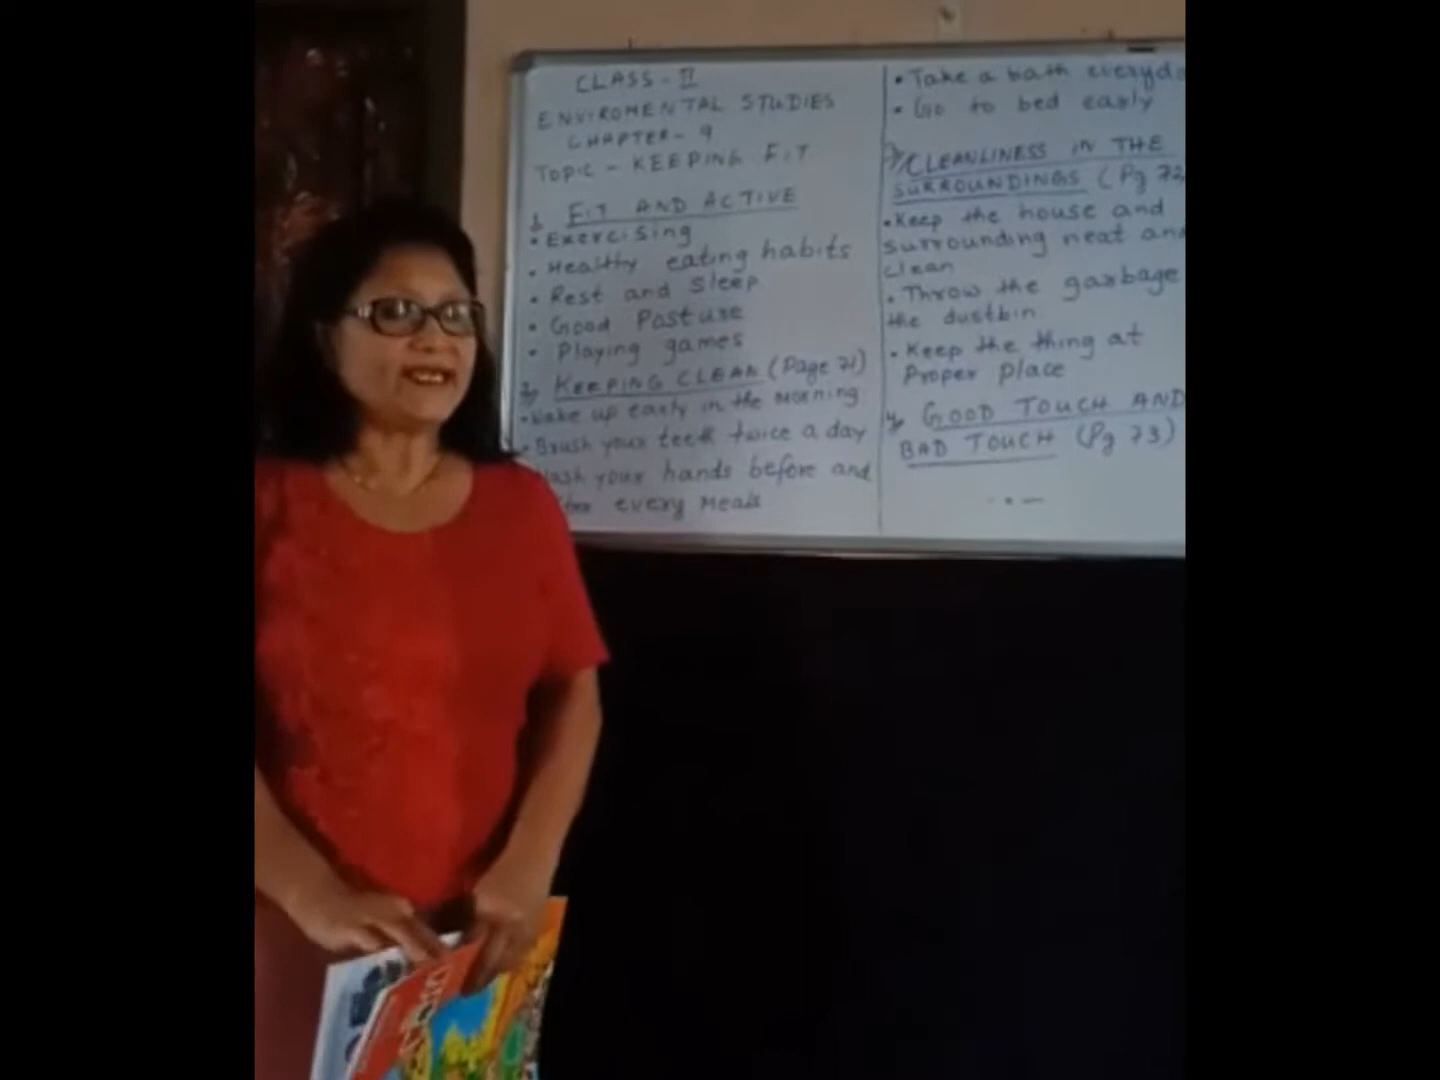 CLASS - II
ENVIROMENTAL STUDIES
CHAPTER - 9
TOPIC - KEEPING FIT
1 FIT AND ACTIVE
• Exercising
• Healthy eating habits
• Rest and Sleep
• Good Posture
• Playing games
2 KEEPING CLEAN (Page 71)
• Wake up early in the Morning
• Brush your teeth twice a day
Wash your hands before and
every Meals
• Take a bath
• Go to bed early
3 CLEANLINESS IN THE
SURROUNDINGS (Pg 72
• Keep the house and
surrounding neat
clean
• Throw the garbage
the dustbin
• Keep the thing at
Proper place
4 GOOD TOUCH AND
BAD TOUCH (Pg 73)